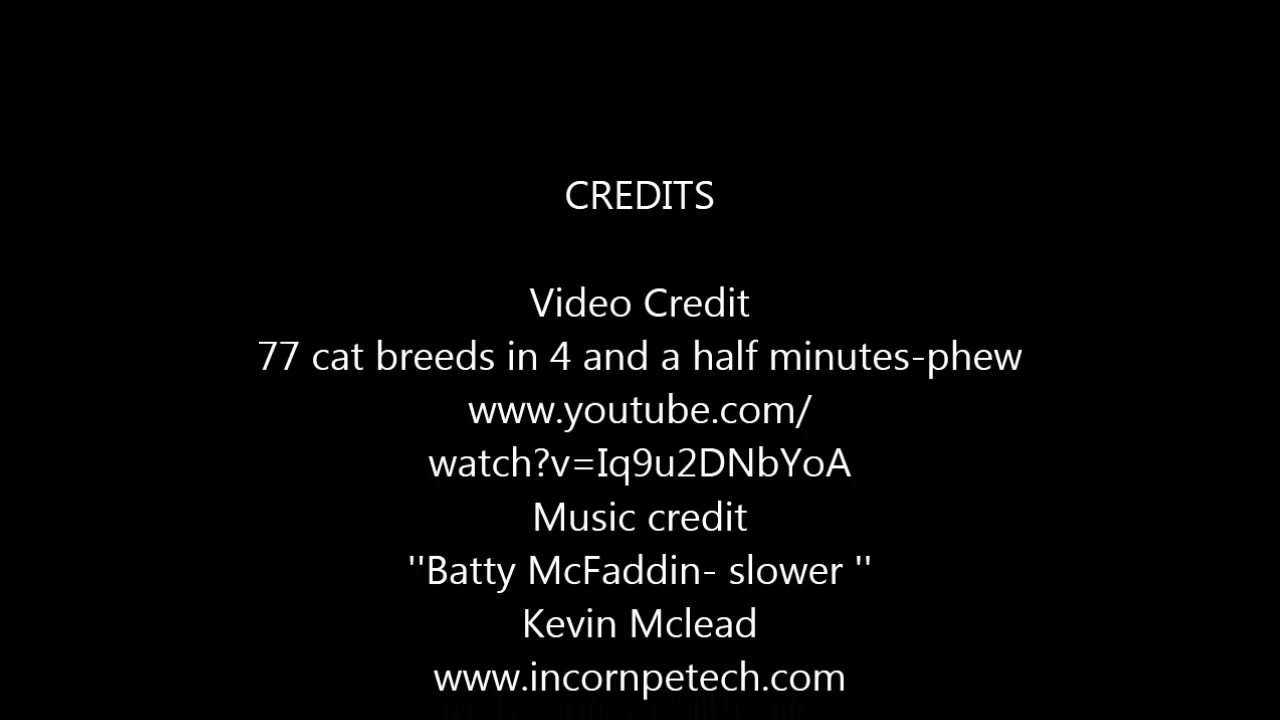 CREDITS
Video Credit
77 cat breeds in 4 and a half minutes-phew
www.youtube.com/
watch?v=Iq9u2DNbYoA
Music credit
''Batty McFaddin- slower ''
Kevin Mclead
www.incornpetech.com